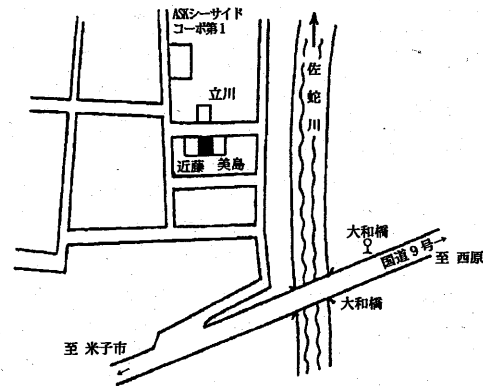 ASKシーサイド
コーポ第1
立川
近藤 美島
佐蛇川
大和橋
国道9号
至 西原
大和橋
至 米子市